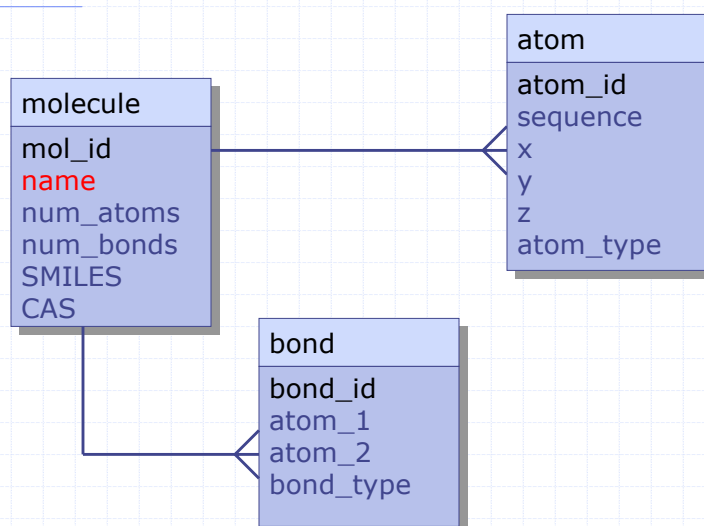 molecule
mol_id
name
num_atoms
num_bonds
SMILES
CAS
atom
atom_id
sequence
x
y
z
atom_type
bond
bond_id
atom_1
atom_2
bond_type